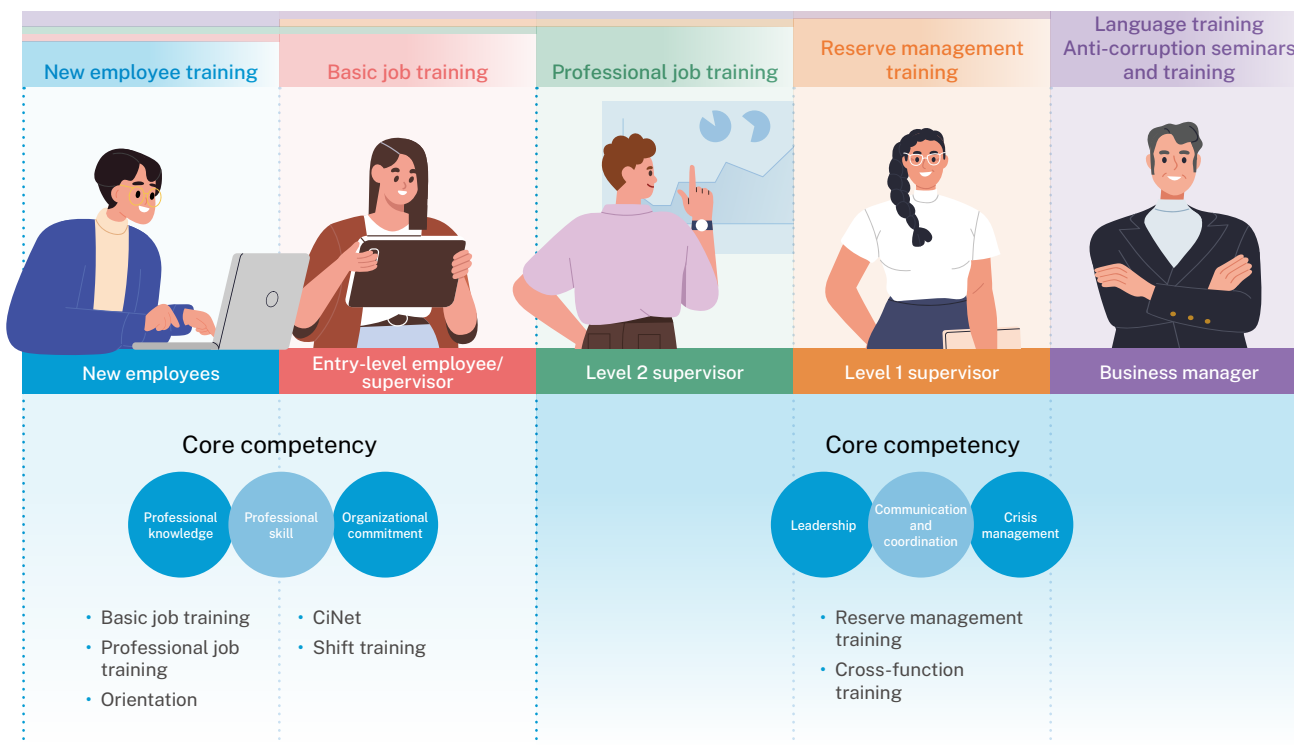 New employee training
Basic job training
Professional job training
Reserve management
training
Language training
Anti-corruption seminars
and training
New employees
Entry-level employee/
supervisor
Level 2 supervisor
Level 1 supervisor
Business manager
Core competency
Professional
knowledge
Professional
skill
Organizational
commitment
• Basic job training
• Professional job
training
• Orientation
• CiNet
• Shift training
Core competency
Leadership
Communication
and
coordination
Crisis
management
• Reserve management
training
• Cross-function
training